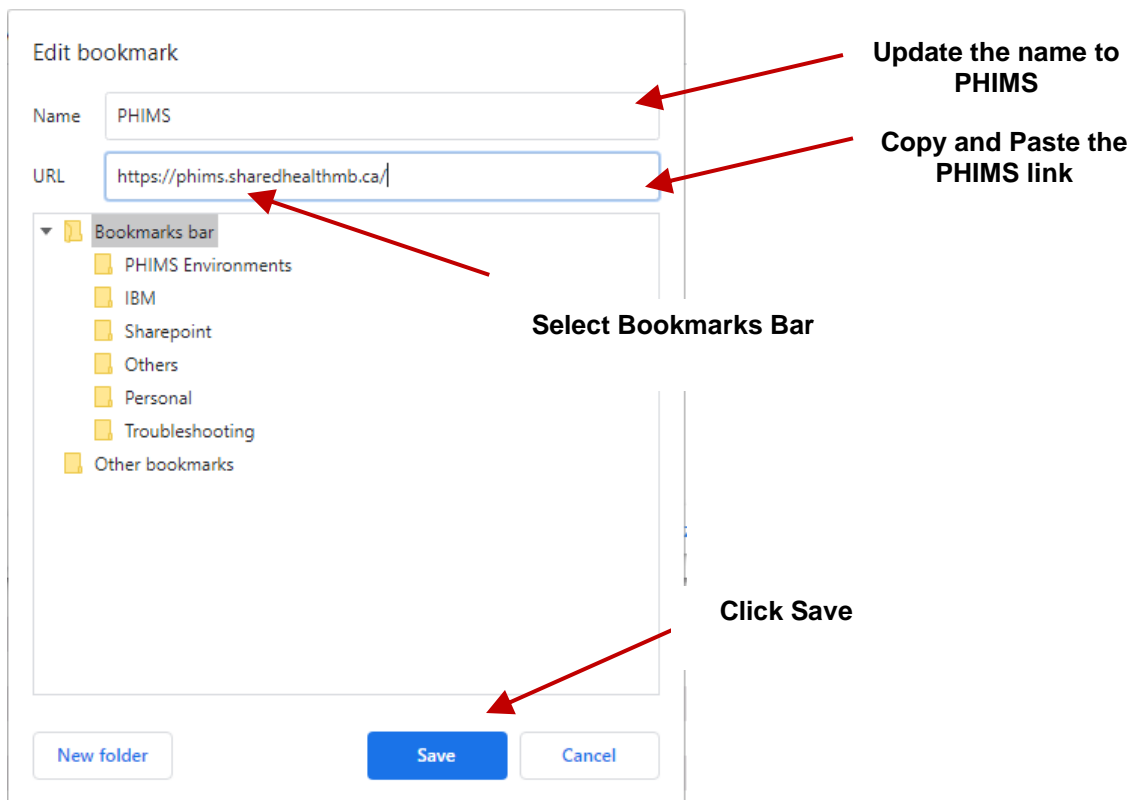 Edit bookmark
Update the name to
PHIMS
Name PHIMS
Copy and Paste the
PHIMS link
URL https://phims.sharedhealthmb.ca/
Bookmarks bar
PHIMS Environments
IBM
Sharepoint
Select Bookmarks Bar
Others
Personal
Troubleshooting
Other bookmarks
Click Save
New folder Save Cancel